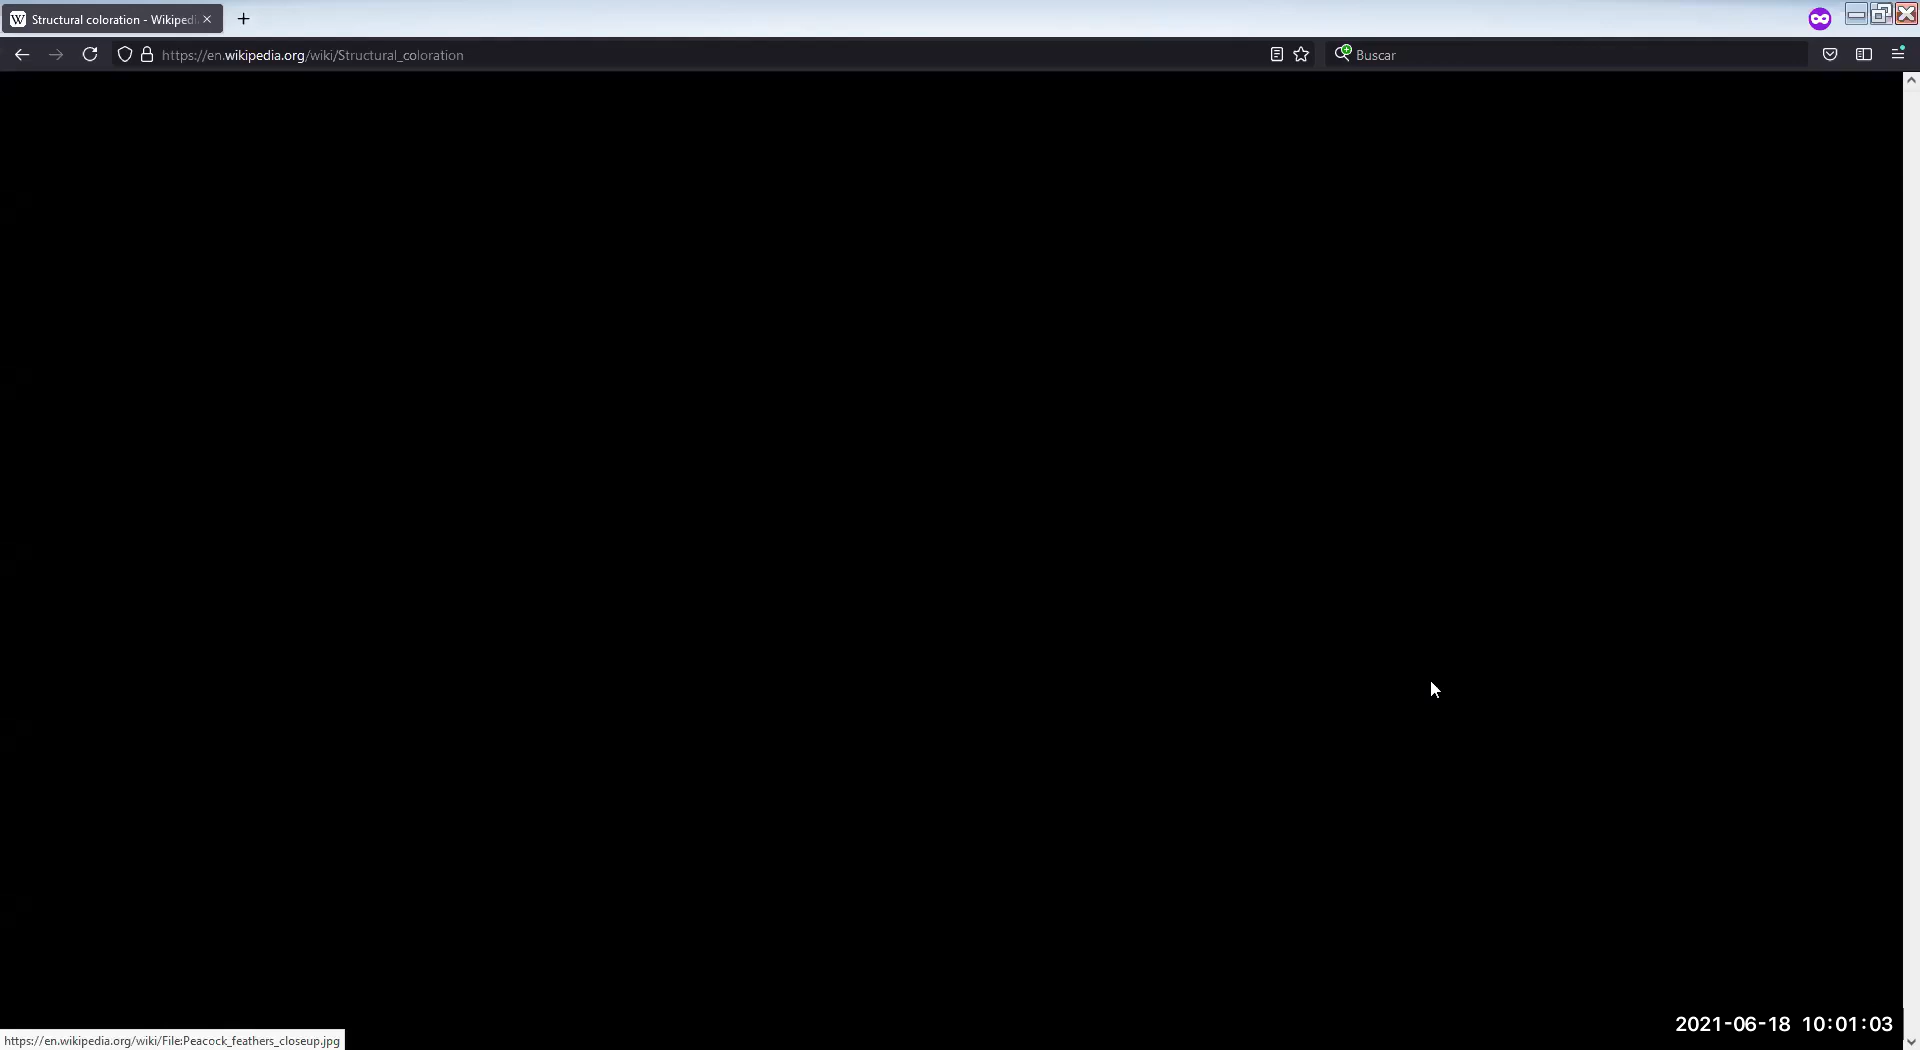 Structural coloration - Wikipedi
https://en.wikipedia.org/wiki/Structural_coloration
Buscar
2021-06-18 10:01:03
https://en.wikipedia.org/wiki/File:Peacock_feathers_closeup.jpg